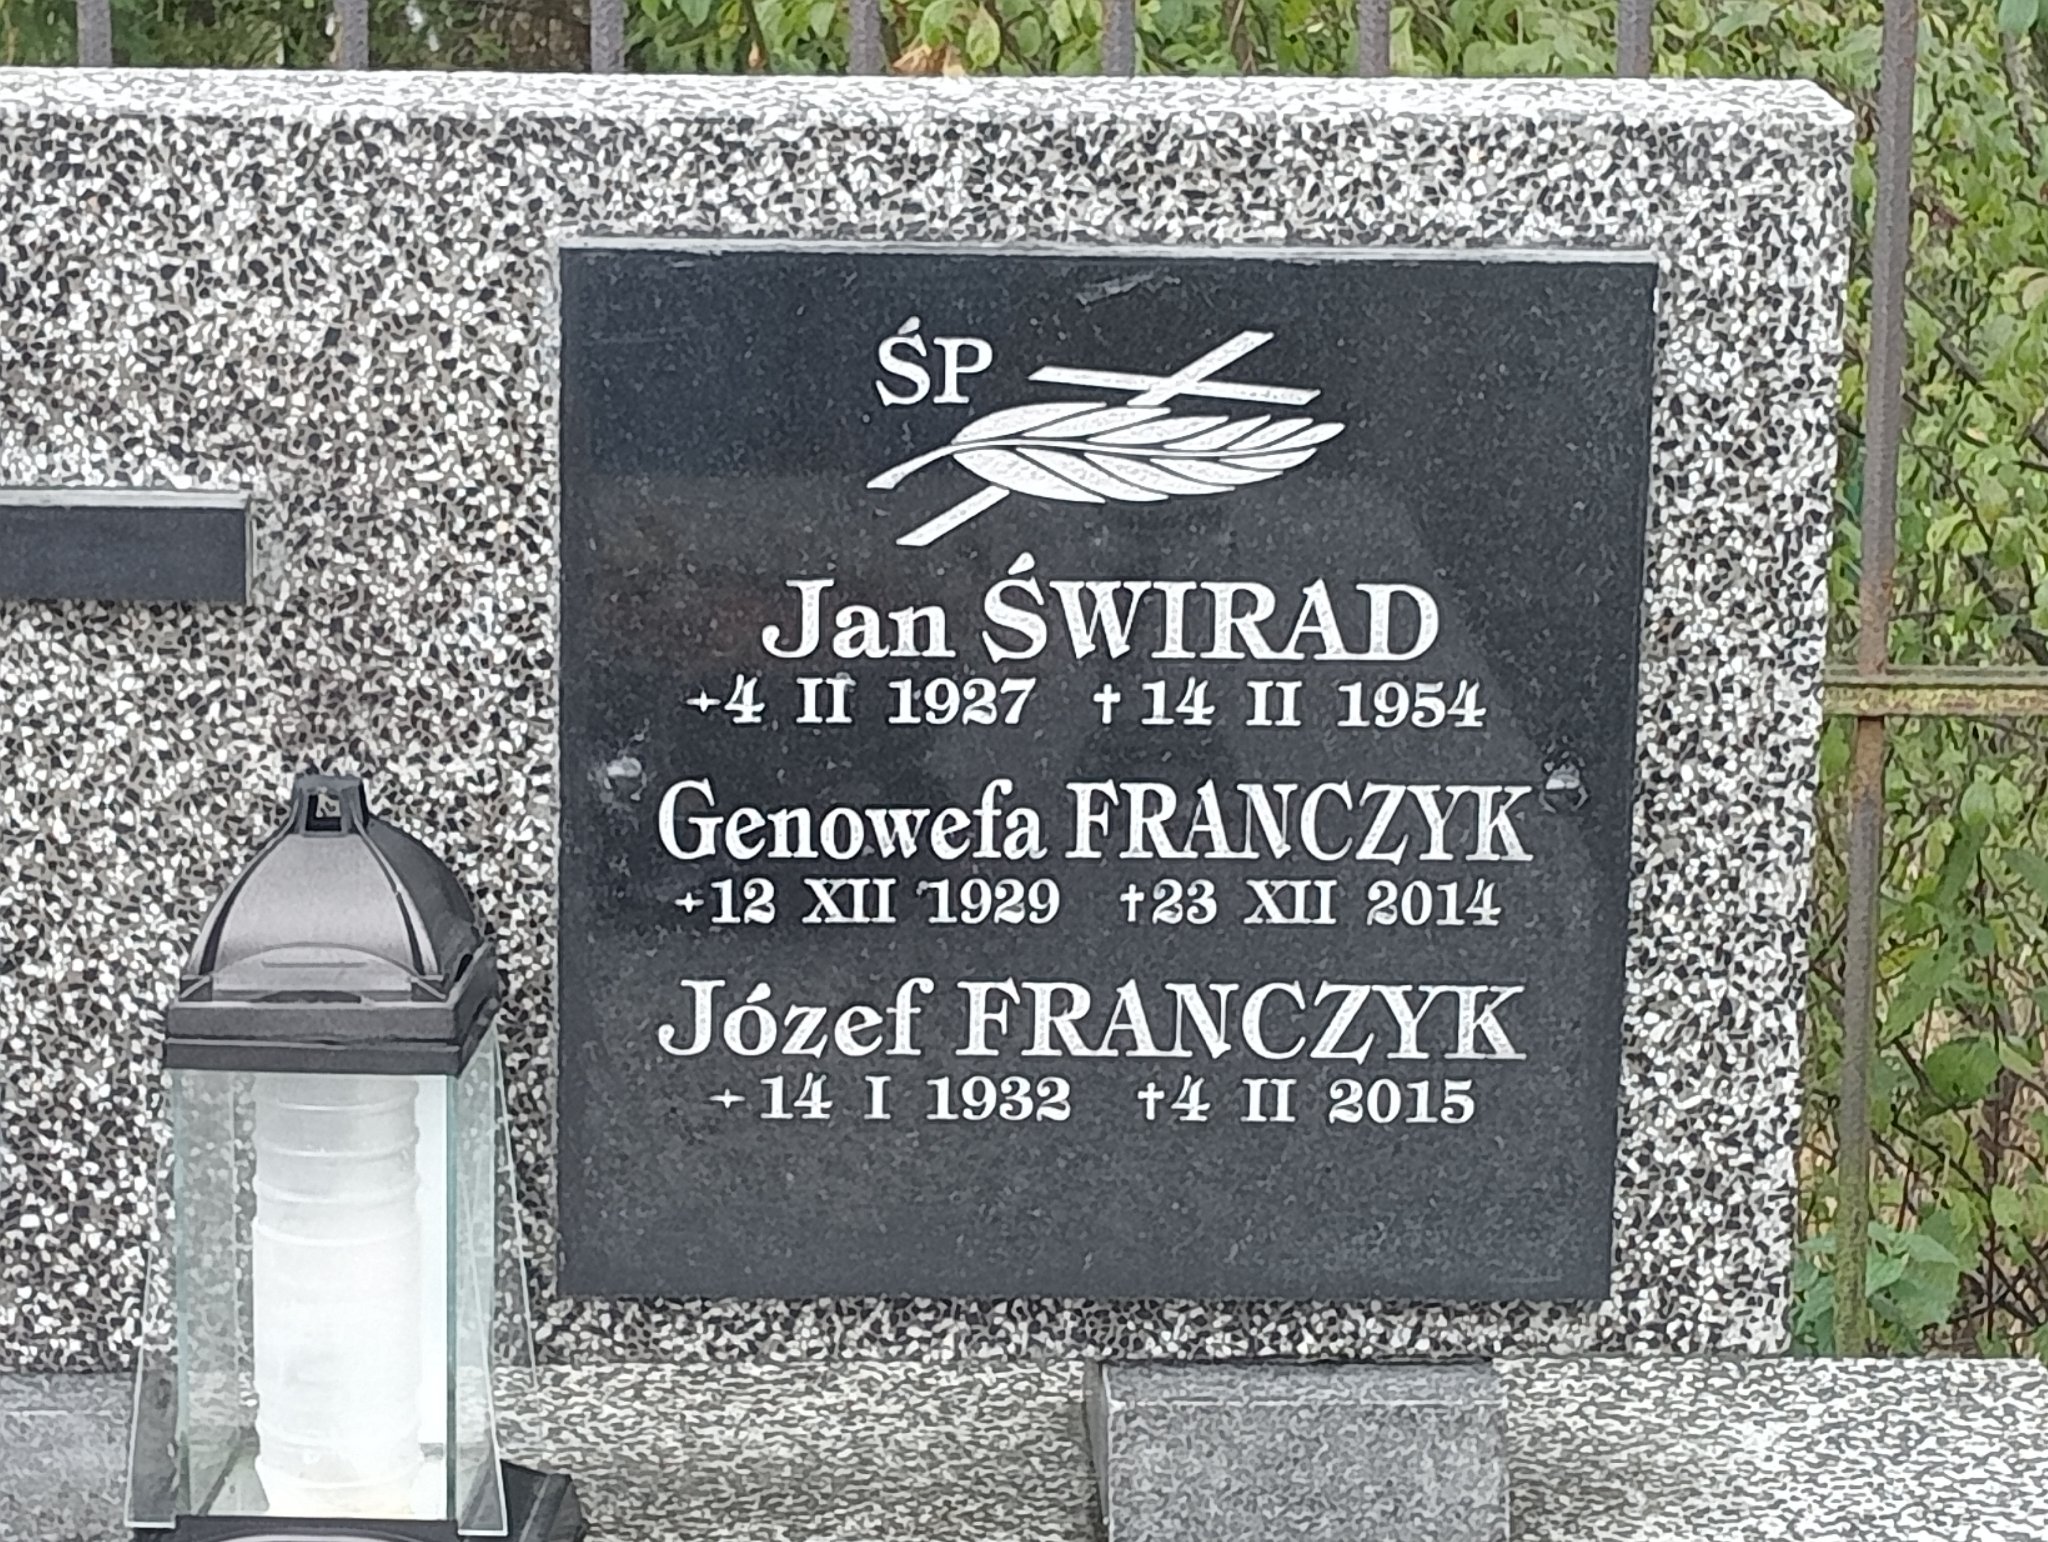 ŚP
Jan ŚWIRAD
+4 II 1927 †14 II 1954
Genowefa FRANCZYK
+12 XII 1929 †23 XII 2014
Józef FRANCZYK
+14 I 1932 †4 II 2015